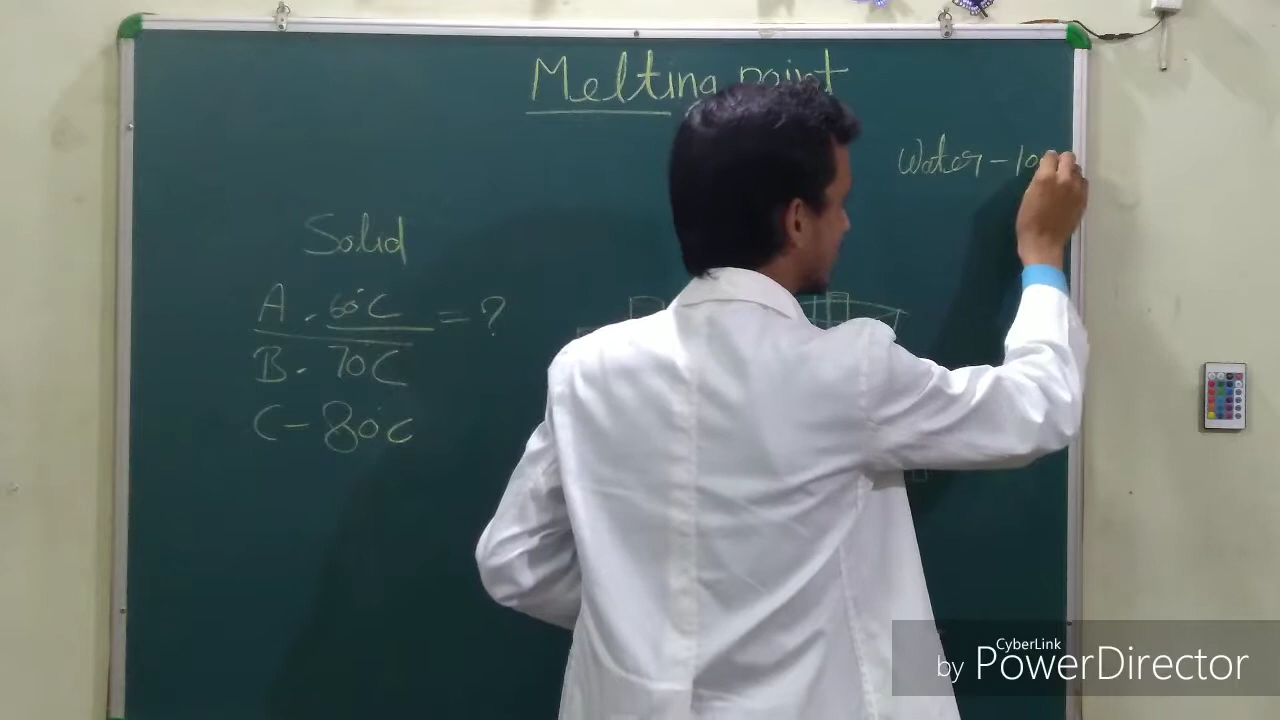 Melting point
Water - 10
Solid
A . 60°C = ?
B . 70C
C - 80°C
CyberLink
by PowerDirector